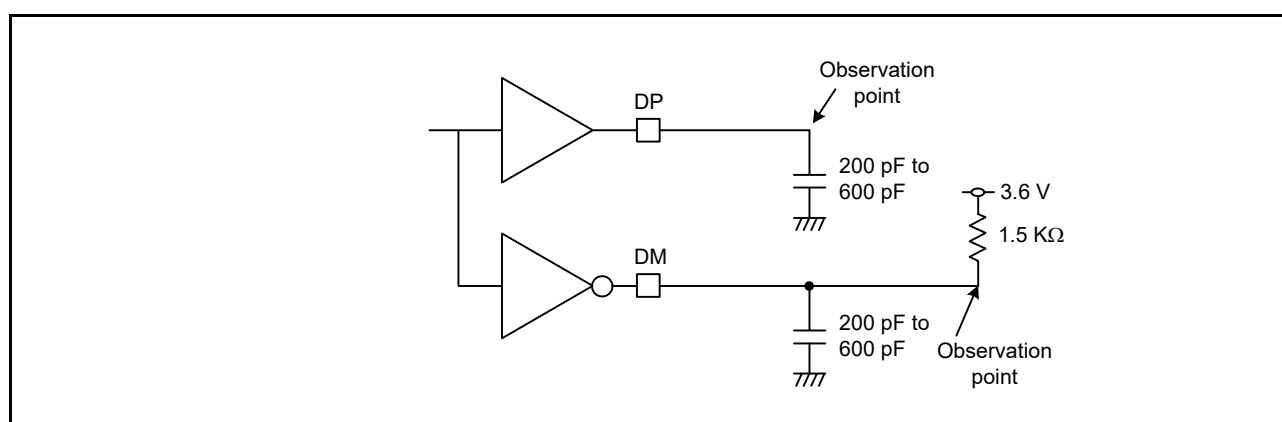 Observation
point
DP
200 pF to
600 pF
3.6 V
1.5 KΩ
DM
200 pF to
600 pF
Observation
point